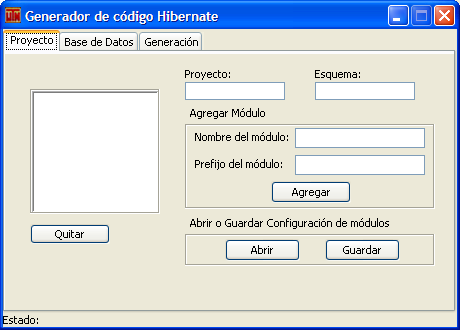 Generador de código Hibernate
Proyecto Base de Datos Generación
Proyecto: Esquema:
Agregar Módulo
Nombre del módulo:
Prefijo del módulo:
Agregar
Quitar
Abrir o Guardar Configuración de módulos
Abrir Guardar
Estado: